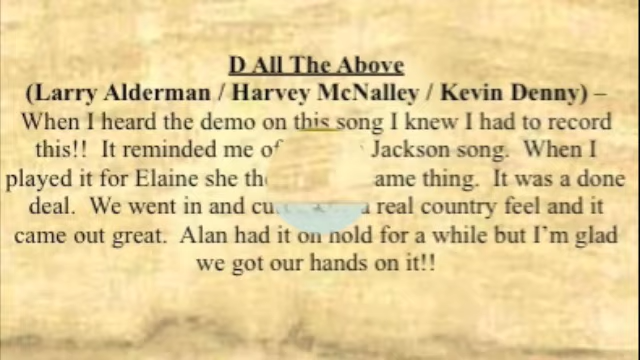 D All The Above
(Larry Alderman / Harvey McNalley / Kevin Denny) –
When I heard the demo on this song I knew I had to record
this!! It reminded me of Jackson song. When I
played it for Elaine she ame thing. It was a done
deal. We went in and real country feel and it
came out great. Alan had it on hold for a while but I'm glad
we got our hands on it!!